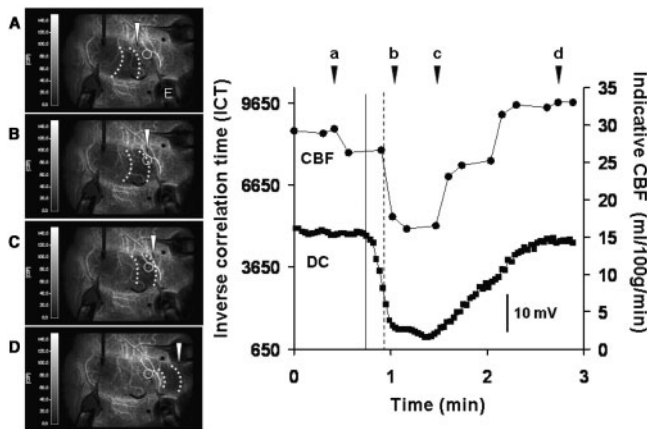 A
E
B
C
D
a b c d
9650
6650
3650
650
35
30
25
20
15
10
5
0
CBF
DC
10 mV
0 1 2 3
Time (min)
Inverse correlation time (ICT)
Indicative CBF (ml/100g/min)